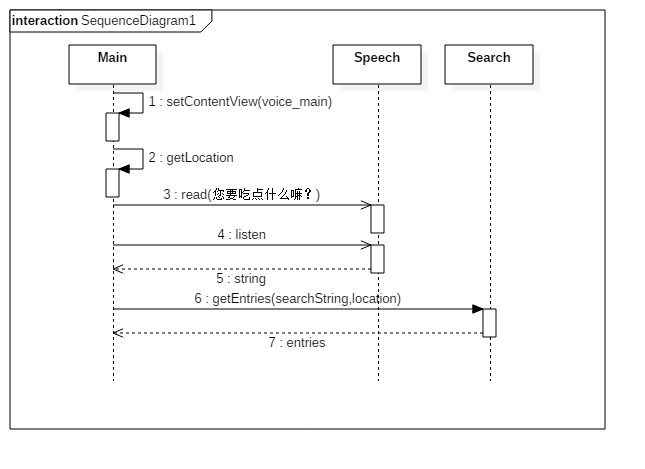 interaction SequenceDiagram1
Main
Speech
Search
1 : setContentView(voice_main)
2 : getLocation
3 : read(您要吃点什么嘛？)
4 : listen
5 : string
6 : getEntries(searchString,location)
7 : entries